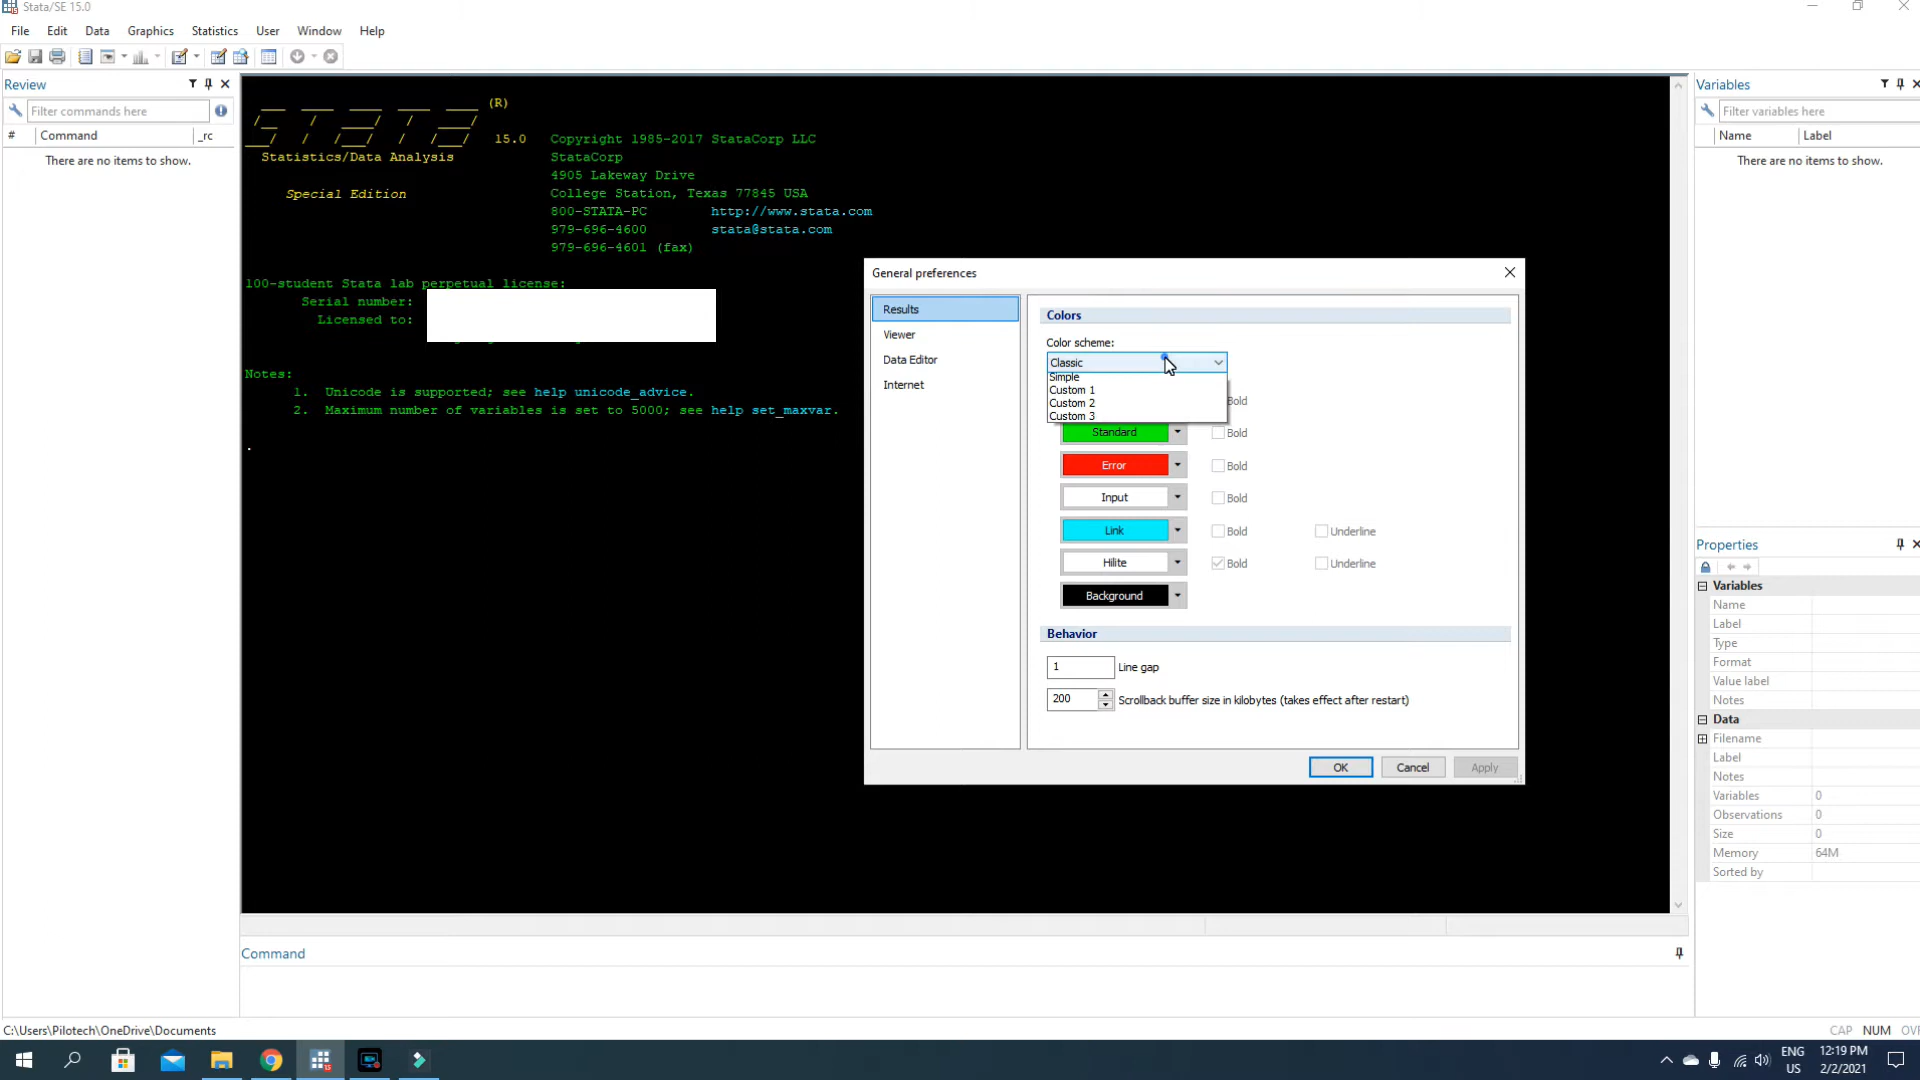 Stata/SE 15.0
File Edit Data Graphics Statistics User Window Help
Review
Filter commands here
# Command _rc
There are no items to show.
(R)
15.0 Copyright 1985-2017 StataCorp LLC
Statistics/Data Analysis StataCorp
4905 Lakeway Drive
Special Edition College Station, Texas 77845 USA
800-STATA-PC http://www.stata.com
979-696-4600 stata@stata.com
979-696-4601 (fax)
100-student Stata lab perpetual license:
Serial number:
Licensed to:
Notes:
1. Unicode is supported; see help unicode_advice.
2. Maximum number of variables is set to 5000; see help set_maxvar.
.
General preferences
Results
Viewer
Data Editor
Internet
Colors
Color scheme:
Classic
Simple
Custom 1
Custom 2
Custom 3
Bold
Standard Bold
Error Bold
Input Bold
Link Bold Underline
Hilite Bold Underline
Background
Behavior
1 Line gap
200 Scrollback buffer size in kilobytes (takes effect after restart)
OK Cancel Apply
Variables
Filter variables here
Name Label
There are no items to show.
Properties
Variables
Name
Label
Type
Format
Value label
Notes
Data
Filename
Label
Notes
Variables 0
Observations 0
Size 0
Memory 64M
Sorted by
Command
C:\Users\Pilotech\OneDrive\Documents
CAP NUM OVR
ENG
US
12:19 PM
2/2/2021